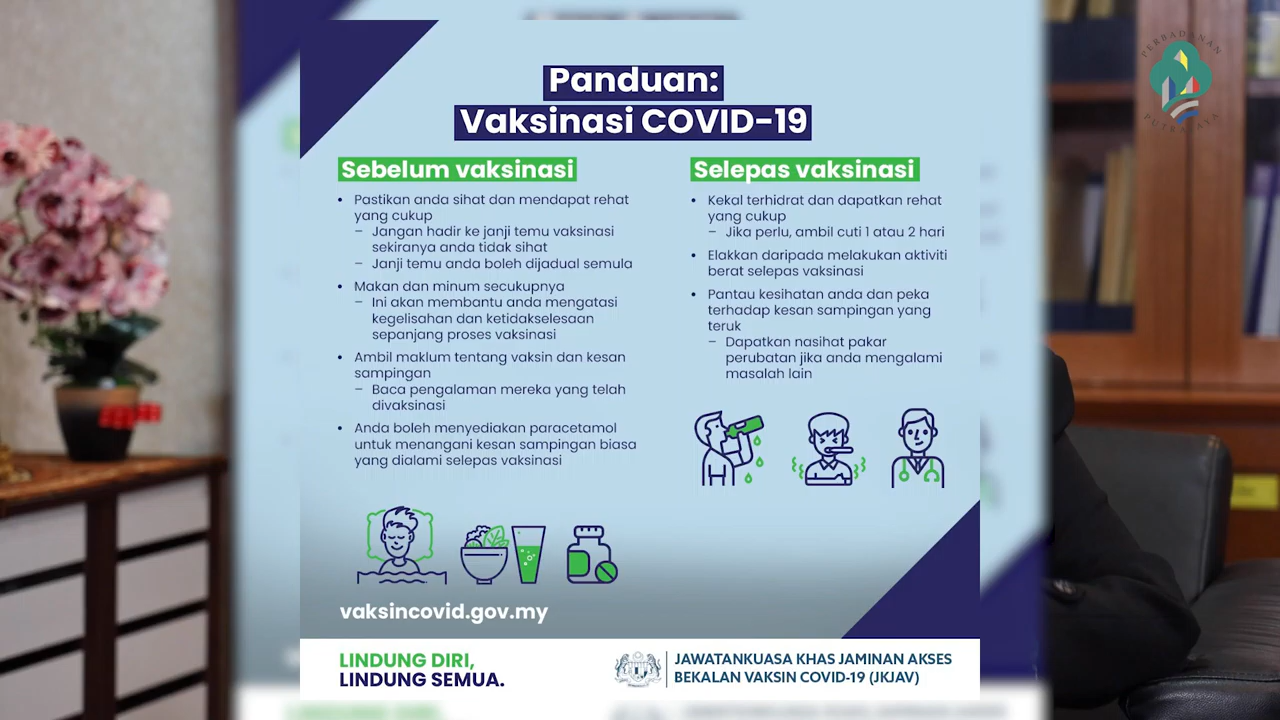 PERBADANAN
PUTRAJAYA
Panduan:
Vaksinasi COVID-19
Sebelum vaksinasi
• Pastikan anda sihat dan mendapat rehat
yang cukup
– Jangan hadir ke janji temu vaksinasi
sekiranya anda tidak sihat
– Janji temu anda boleh dijadual semula
• Makan dan minum secukupnya
– Ini akan membantu anda mengatasi
kegelisahan dan ketidakselesaan
sepanjang proses vaksinasi
• Ambil maklum tentang vaksin dan kesan
sampingan
– Baca pengalaman mereka yang telah
divaksinasi
• Anda boleh menyediakan paracetamol
untuk menangani kesan sampingan biasa
yang dialami selepas vaksinasi
Selepas vaksinasi
• Kekal terhidrat dan dapatkan rehat
yang cukup
– Jika perlu, ambil cuti 1 atau 2 hari
• Elakkan daripada melakukan aktiviti
berat selepas vaksinasi
• Pantau kesihatan anda dan peka
terhadap kesan sampingan yang
teruk
– Dapatkan nasihat pakar
perubatan jika anda mengalami
masalah lain
vaksincovid.gov.my
LINDUNG DIRI,
LINDUNG SEMUA.
JAWATANKUASA KHAS JAMINAN AKSES
BEKALAN VAKSIN COVID-19 (JKJAV)